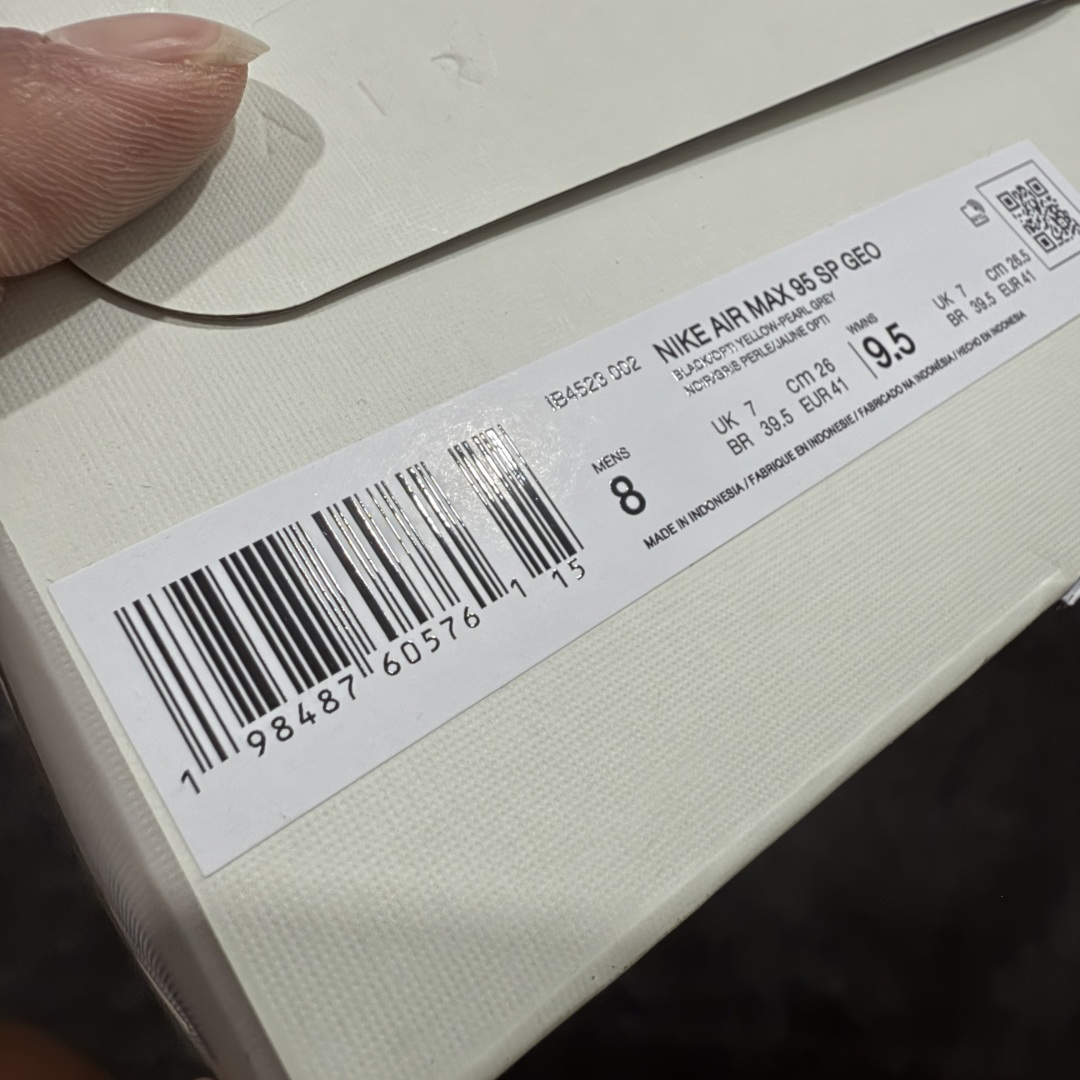 IB4523 002
NIKE AIR MAX 95 SP GEO
BLACK/OPTI YELLOW-PEARL GREY
NOIR/GRIS PERLE/JAUNE OPTI
MENS
8
UK 7 cm 26
BR 39.5 EUR 41
WMNS
9.5
UK 7 cm 26.5
BR 39.5 EUR 41
MADE IN INDONESIA / FABRIQUE EN INDONESIE / FABRICADO NA INDONÉSIA / HECHO EN INDONESIA
1 98487 60576 1 15